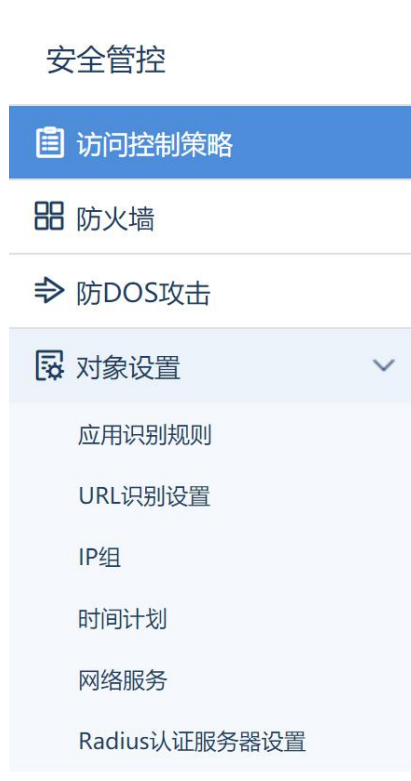 安全管控
访问控制策略
防火墙
防DOS攻击
对象设置
应用识别规则
URL识别设置
IP组
时间计划
网络服务
Radius认证服务器设置